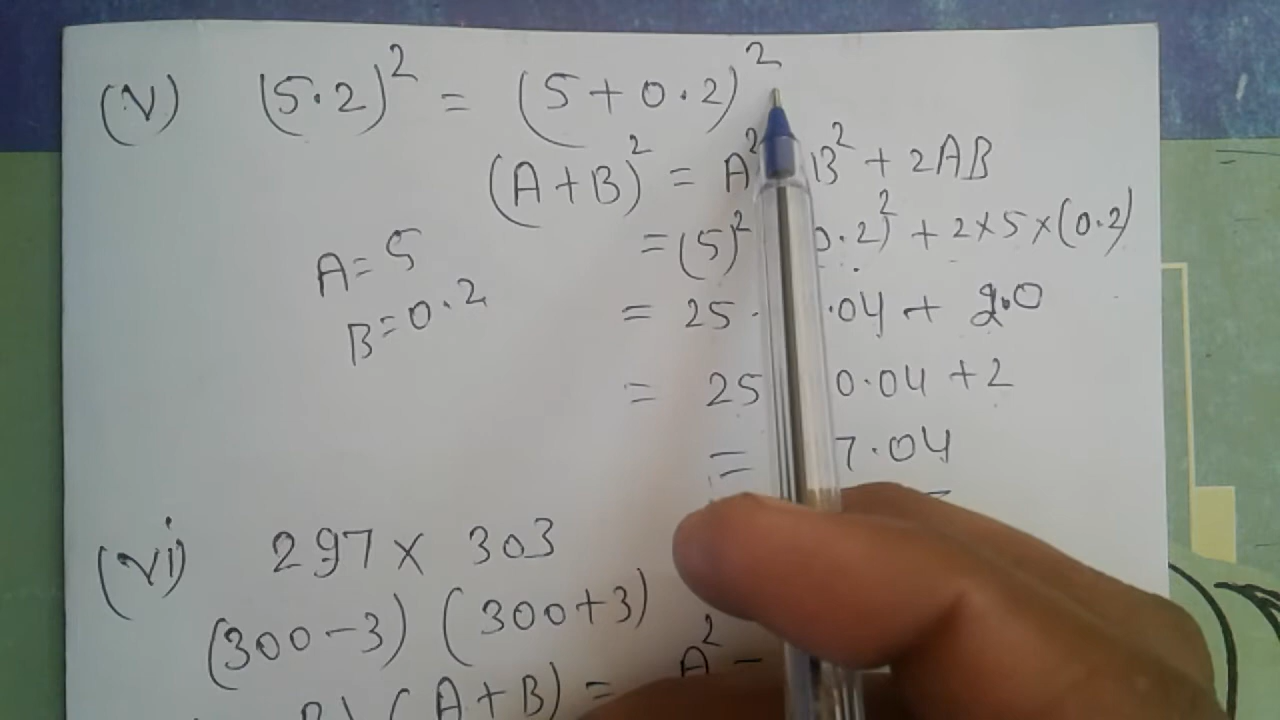 (V) (5.2)² = (5+0.2)²
(A+B)² = A² B² + 2AB
A=5
B=0.2
= (5)² 0.2)² + 2×5×(0.2)
= 25 .04 + 2.0
= 25 0.04 + 2
= 7.04
(vi) 297 × 303
(300-3) (300+3)
B) (A+B) = A² -